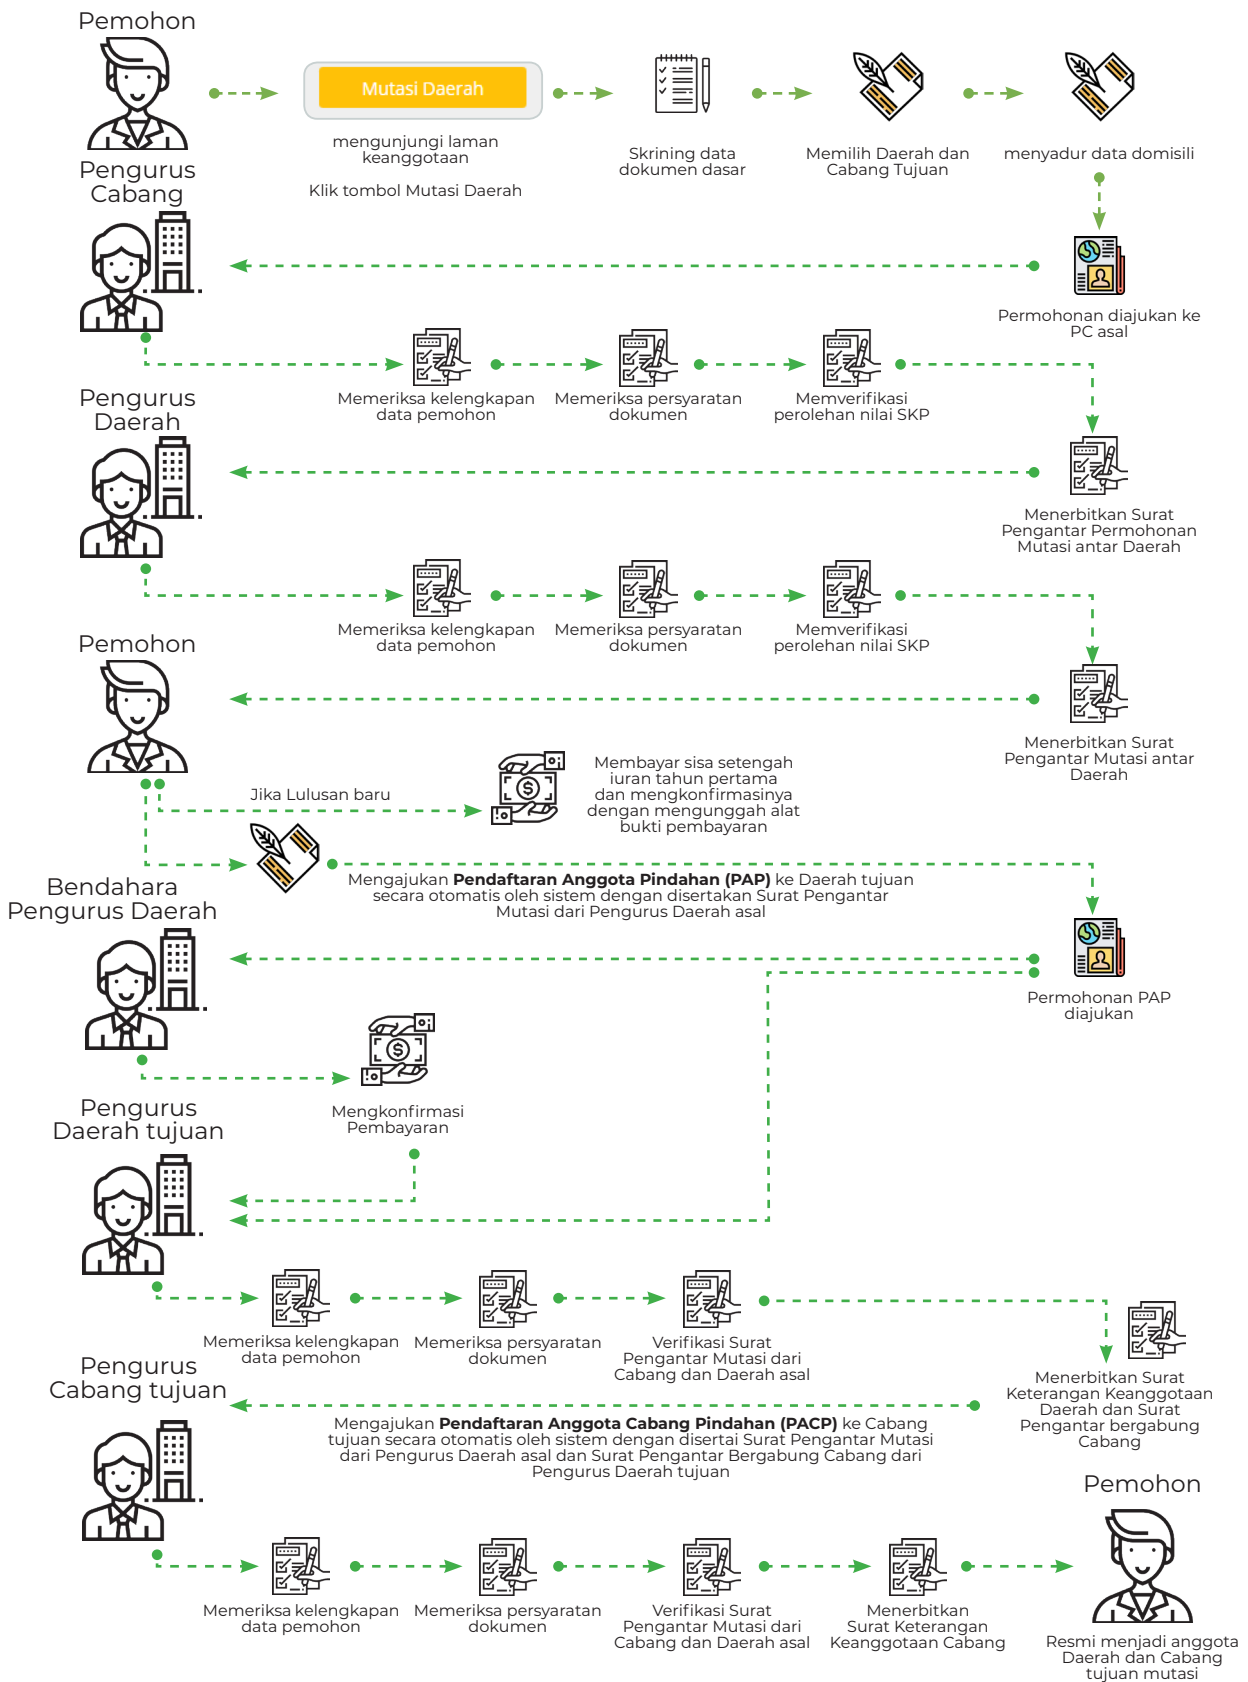 Pemohon
Mutasi Daerah
mengunjungi laman
keanggotaan
Klik tombol Mutasi Daerah
Skrining data
dokumen dasar
Memilih Daerah dan
Cabang Tujuan
menyadur data domisili
Pengurus
Cabang
Permohonan diajukan ke
PC asal
Memeriksa kelengkapan
data pemohon
Memeriksa persyaratan
dokumen
Memverifikasi
perolehan nilai SKP
Pengurus
Daerah
Menerbitkan Surat
Pengantar Permohonan
Mutasi antar Daerah
Memeriksa kelengkapan
data pemohon
Memeriksa persyaratan
dokumen
Memverifikasi
perolehan nilai SKP
Pemohon
Menerbitkan Surat
Pengantar Mutasi antar
Daerah
Jika Lulusan baru
Membayar sisa setengah
iuran tahun pertama
dan mengkonfirmasinya
dengan mengunggah alat
bukti pembayaran
Mengajukan Pendaftaran Anggota Pindahan (PAP) ke Daerah tujuan
secara otomatis oleh sistem dengan disertakan Surat Pengantar
Mutasi dari Pengurus Daerah asal
Bendahara
Pengurus Daerah
Permohonan PAP
diajukan
Mengkonfirmasi
Pembayaran
Pengurus
Daerah tujuan
Memeriksa kelengkapan
data pemohon
Memeriksa persyaratan
dokumen
Verifikasi Surat
Pengantar Mutasi dari
Cabang dan Daerah asal
Menerbitkan Surat
Keterangan Keanggotaan
Daerah dan Surat
Pengantar bergabung
Cabang
Pengurus
Cabang tujuan
Mengajukan Pendaftaran Anggota Cabang Pindahan (PACP) ke Cabang
tujuan secara otomatis oleh sistem dengan disertai Surat Pengantar Mutasi
dari Pengurus Daerah asal dan Surat Pengantar Bergabung Cabang dari
Pengurus Daerah tujuan
Memeriksa kelengkapan
data pemohon
Memeriksa persyaratan
dokumen
Verifikasi Surat
Pengantar Mutasi dari
Cabang dan Daerah asal
Menerbitkan
Surat Keterangan
Keanggotaan Cabang
Pemohon
Resmi menjadi anggota
Daerah dan Cabang
tujuan mutasi